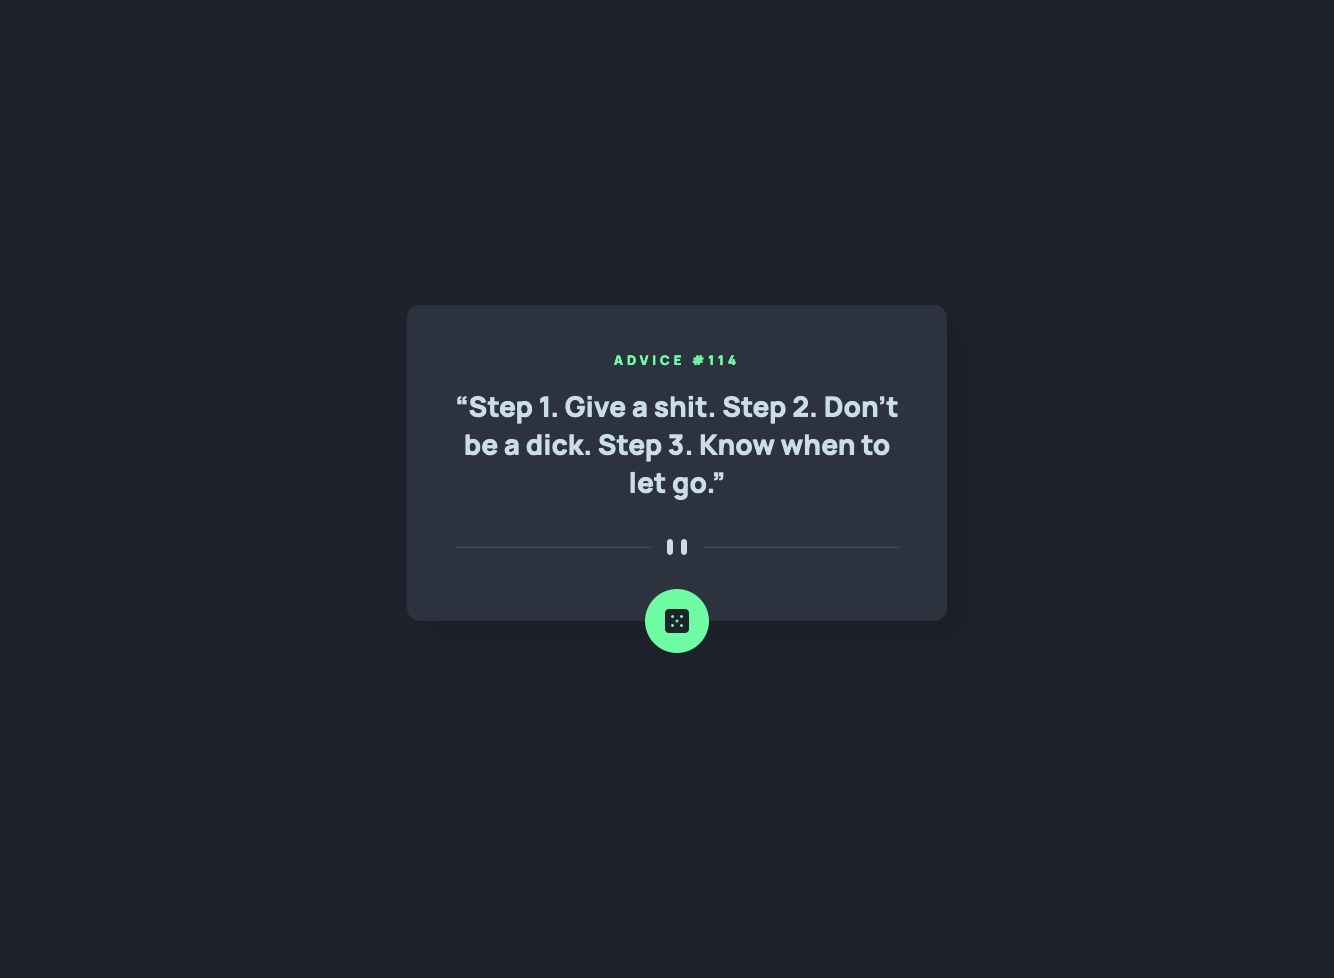 ADVICE #114
“Step 1. Give a shit. Step 2. Don’t
be a dick. Step 3. Know when to
let go.”